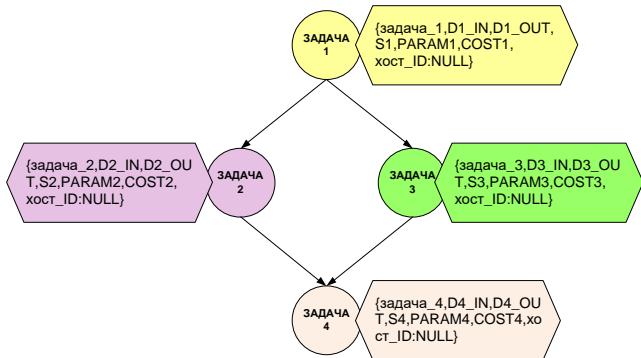 ЗАДАЧА
1
{задача_1,D1_IN,D1_OUT,
S1,PARAM1,COST1,
хост_ID:NULL}
{задача_2,D2_IN,D2_OU
T,S2,PARAM2,COST2,
хост_ID:NULL}
ЗАДАЧА
2
ЗАДАЧА
3
{задача_3,D3_IN,D3_OU
T,S3,PARAM3,COST3,
хост_ID:NULL}
ЗАДАЧА
4
{задача_4,D4_IN,D4_OU
T,S4,PARAM4,COST4,хо
ст_ID:NULL}